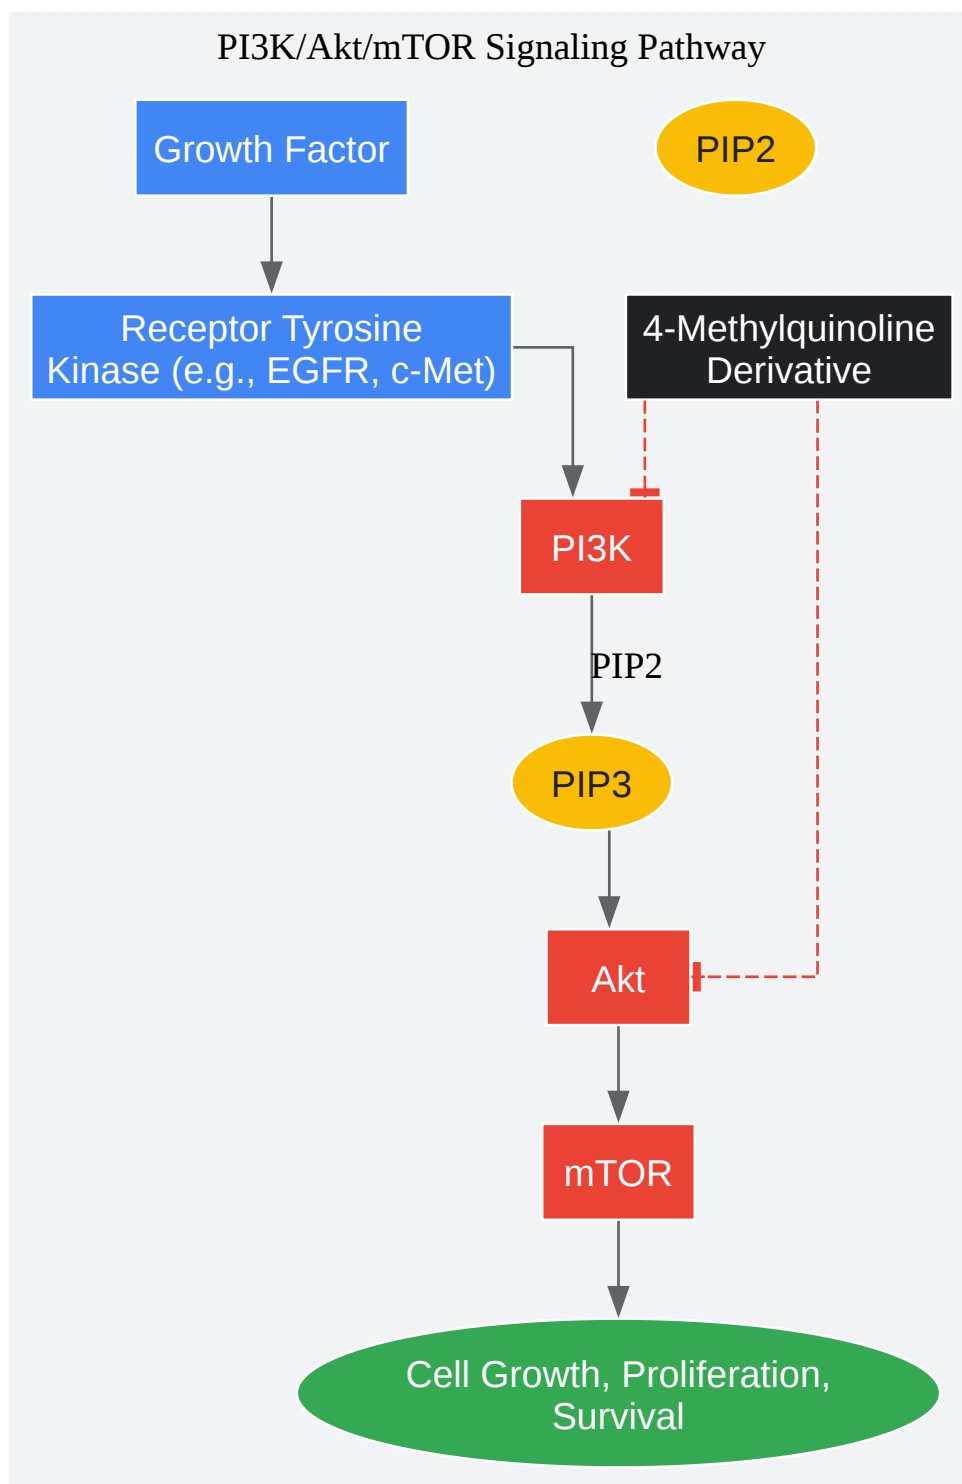 PI3K/Akt/mTOR Signaling Pathway
Growth Factor
PIP2
Receptor Tyrosine
Kinase (e.g., EGFR, c-Met)
4-Methylquinoline
Derivative
PI3K
PIP2
PIP3
Akt
mTOR
Cell Growth, Proliferation,
Survival